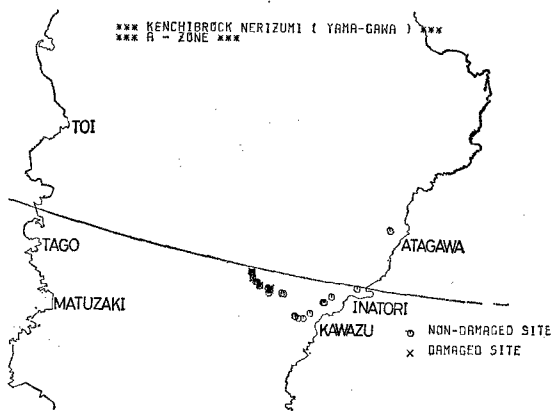 *** KENCHIBROCK NERIZUMI ( YAMA-GAWA ) ***
*** A - ZONE ***
TOI
ATAGAWA
TAGO
MATUZAKI
INATORI
KAWAZU
NON-DAMAGED SITE
DAMAGED SITE